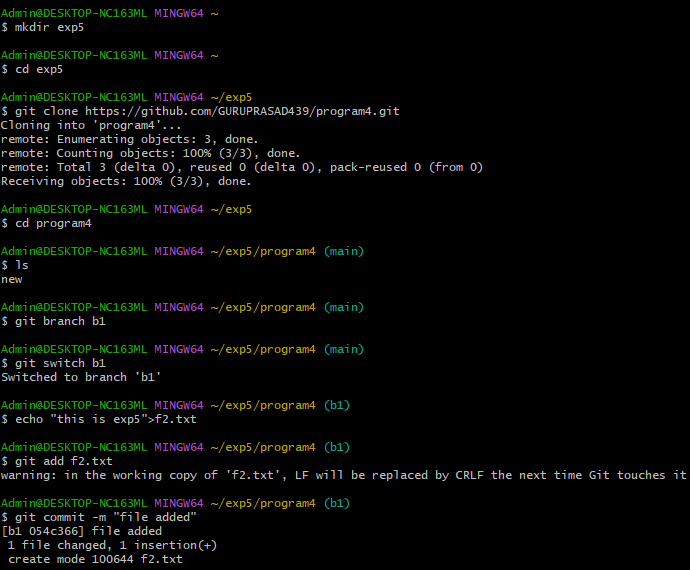 Admin@DESKTOP-NC163ML MINGW64 ~
$ mkdir exp5
Admin@DESKTOP-NC163ML MINGW64 ~
$ cd exp5
Admin@DESKTOP-NC163ML MINGW64 ~/exp5
$ git clone https://github.com/GURUPRASAD439/program4.git
Cloning into 'program4'...
remote: Enumerating objects: 3, done.
remote: Counting objects: 100% (3/3), done.
remote: Total 3 (delta 0), reused 0 (delta 0), pack-reused 0 (from 0)
Receiving objects: 100% (3/3), done.
Admin@DESKTOP-NC163ML MINGW64 ~/exp5
$ cd program4
Admin@DESKTOP-NC163ML MINGW64 ~/exp5/program4 (main)
$ ls
new
Admin@DESKTOP-NC163ML MINGW64 ~/exp5/program4 (main)
$ git branch b1
Admin@DESKTOP-NC163ML MINGW64 ~/exp5/program4 (main)
$ git switch b1
Switched to branch 'b1'
Admin@DESKTOP-NC163ML MINGW64 ~/exp5/program4 (b1)
$ echo "this is exp5">f2.txt
Admin@DESKTOP-NC163ML MINGW64 ~/exp5/program4 (b1)
$ git add f2.txt
warning: in the working copy of 'f2.txt', LF will be replaced by CRLF the next time Git touches it
Admin@DESKTOP-NC163ML MINGW64 ~/exp5/program4 (b1)
$ git commit -m "file added"
[b1 054c366] file added
 1 file changed, 1 insertion(+)
 create mode 100644 f2.txt